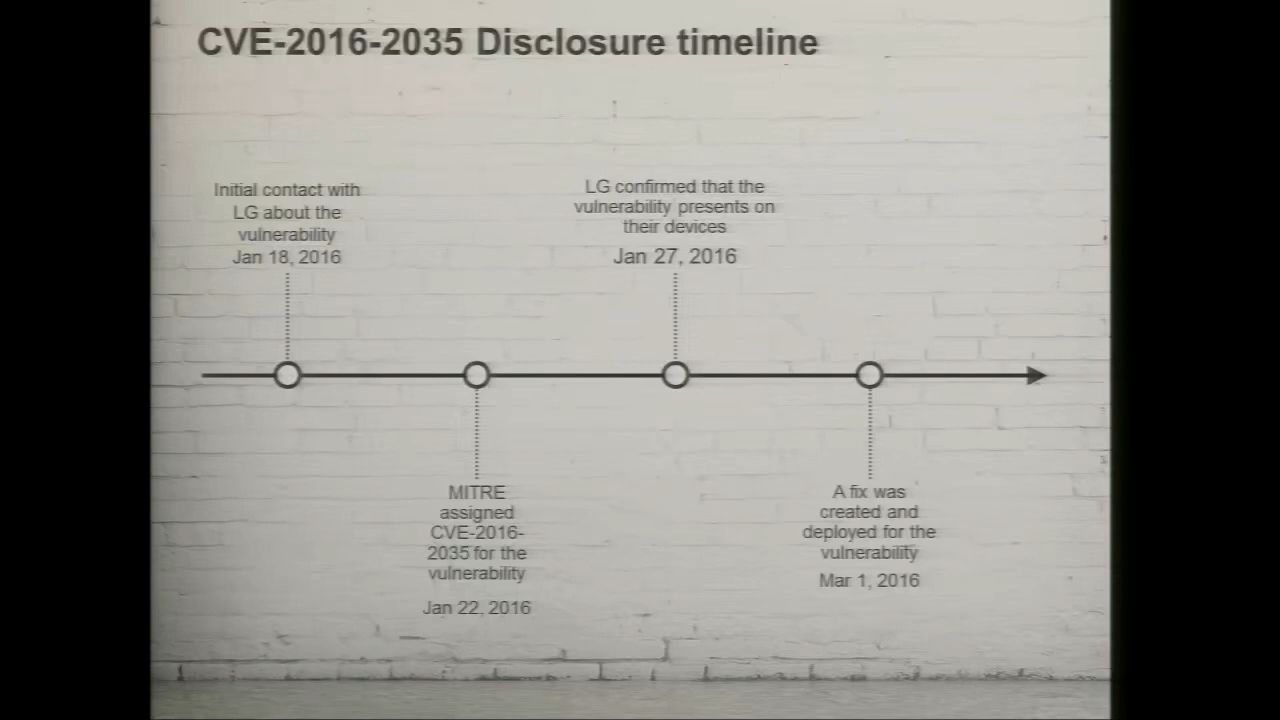 CVE-2016-2035 Disclosure timeline
Initial contact with
LG about the
vulnerability
Jan 18, 2016
LG confirmed that the
vulnerability presents on
their devices
Jan 27, 2016
MITRE
assigned
CVE-2016-
2035 for the
vulnerability
Jan 22, 2016
A fix was
created and
deployed for the
vulnerability
Mar 1, 2016